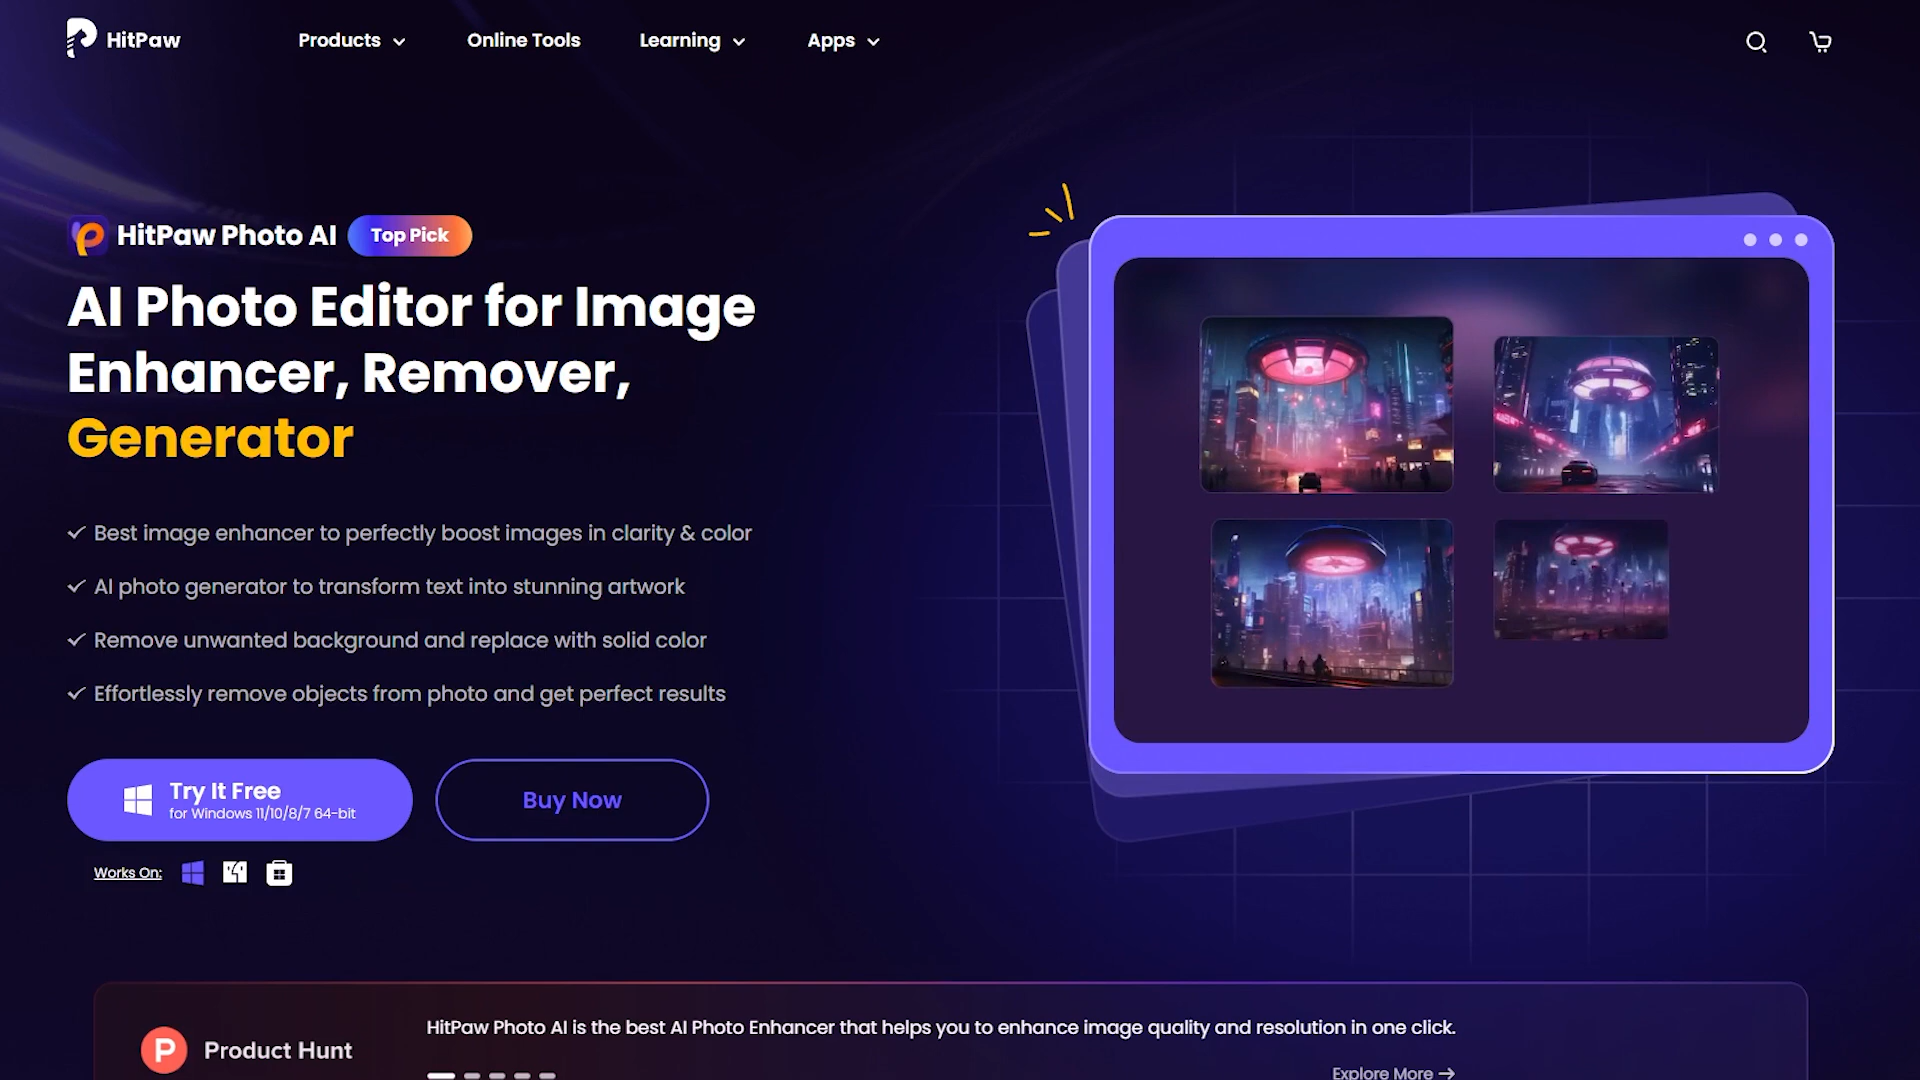 HitPaw
Products
Online Tools
Learning
Apps
HitPaw Photo AI
Top Pick
AI Photo Editor for Image
Enhancer, Remover,
Generator
Best image enhancer to perfectly boost images in clarity & color
AI photo generator to transform text into stunning artwork
Remove unwanted background and replace with solid color
Effortlessly remove objects from photo and get perfect results
Try It Free
for Windows 11/10/8/7 64-bit
Buy Now
Works On:
Product Hunt
HitPaw Photo AI is the best AI Photo Enhancer that helps you to enhance image quality and resolution in one click.
Explore More